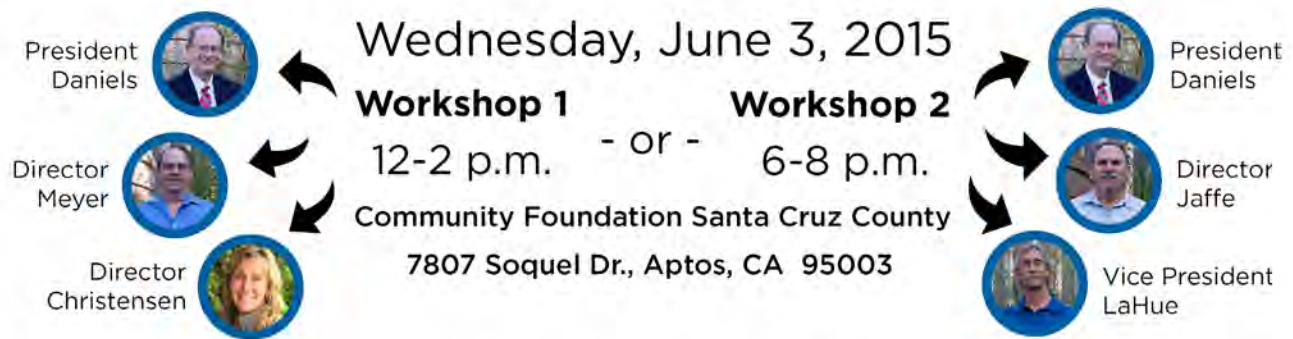 Wednesday, June 3, 2015
President
Daniels
Director
Meyer
Director
Christensen
Workshop 1
12-2 p.m.
- or -
Workshop 2
6-8 p.m.
Community Foundation Santa Cruz County
7807 Soquel Dr., Aptos, CA 95003
President
Daniels
Director
Jaffe
Vice President
LaHue